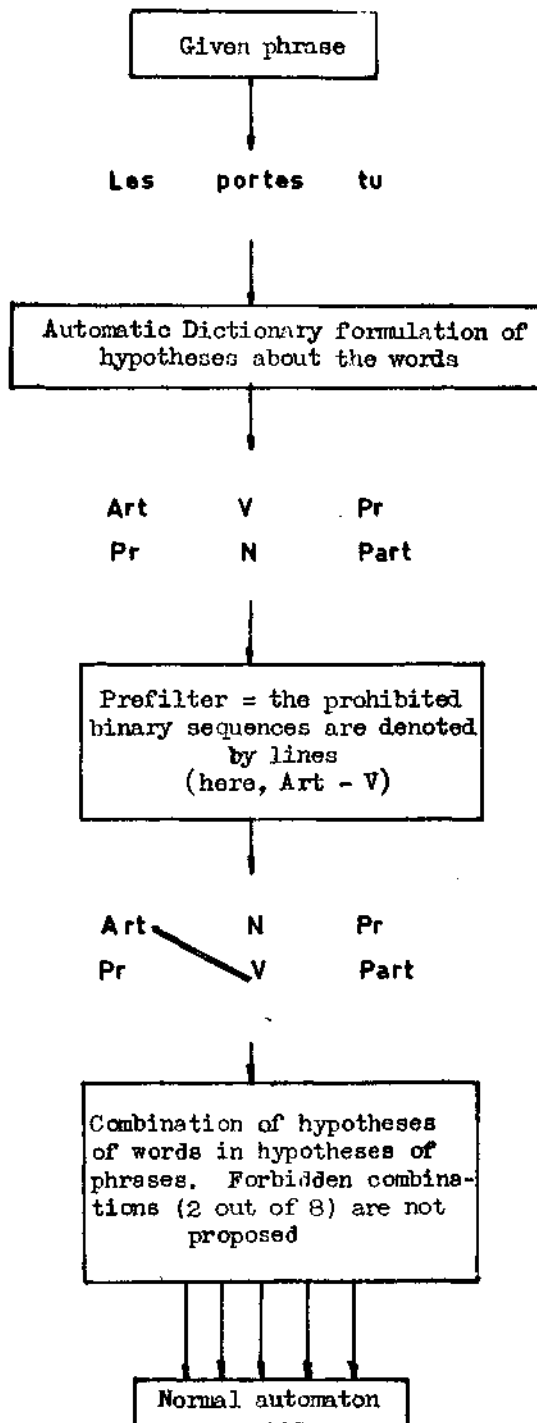 Given phrase
Les portes tu
Automatic Dictionary formulation of
hypotheses about the words
Art V Pr
Pr N Part
Prefilter = the prohibited
binary sequences are denoted
by lines
(here, Art - V)
Art N Pr
Pr V Part
Combination of hypotheses
of words in hypotheses of
phrases. Forbidden combina-
tions (2 out of 8) are not
proposed
Normal automaton